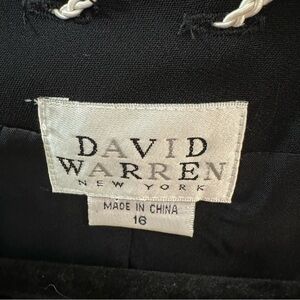 DAVID
WARREN
NEW YORK
MADE IN CHINA
16